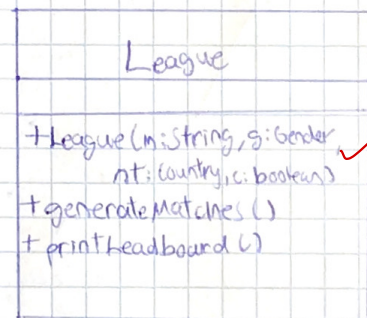 League
+League(n:String,g:Gender,
nt:Country,c:boolean)
+generateMatches()
+printLeadboard()